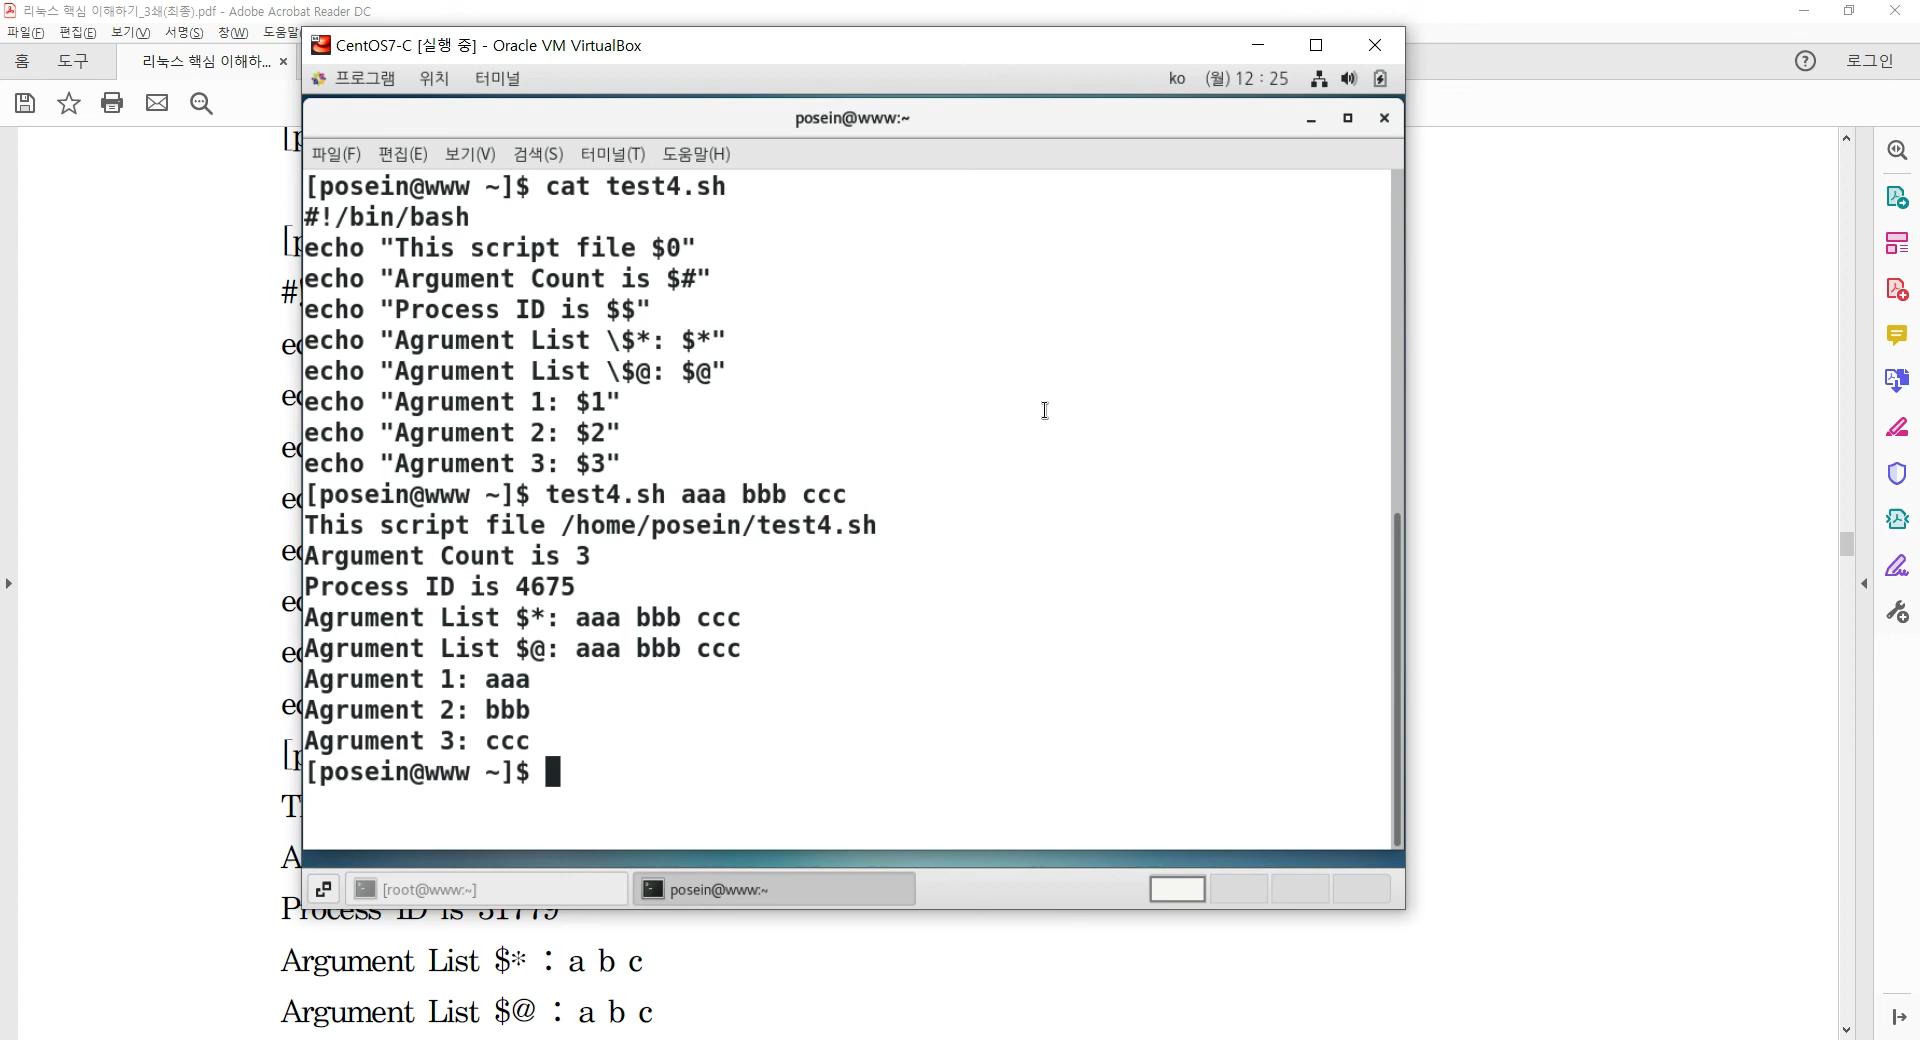 리눅스 핵심 이해하기_3쇄(최종).pdf - Adobe Acrobat Reader DC
파일(F) 편집(E) 보기(V) 서명(S) 창(W) 도움말
홈 도구 리눅스 핵심 이해하... × 로그인
CentOS7-C [실행 중] - Oracle VM VirtualBox
프로그램 위치 터미널 ko (월) 12 : 25
posein@www:~
파일(F) 편집(E) 보기(V) 검색(S) 터미널(T) 도움말(H)
[posein@www ~]$ cat test4.sh
#!/bin/bash
echo "This script file $0"
echo "Argument Count is $#"
echo "Process ID is $$"
echo "Agrument List \$*: $*"
echo "Agrument List \$@: $@"
echo "Agrument 1: $1"
echo "Agrument 2: $2"
echo "Agrument 3: $3"
[posein@www ~]$ test4.sh aaa bbb ccc
This script file /home/posein/test4.sh
Argument Count is 3
Process ID is 4675
Agrument List $*: aaa bbb ccc
Agrument List $@: aaa bbb ccc
Agrument 1: aaa
Agrument 2: bbb
Agrument 3: ccc
[posein@www ~]$
[root@www:~] posein@www:~
Process ID is 31779
Argument List $* : a b c
Argument List $@ : a b c